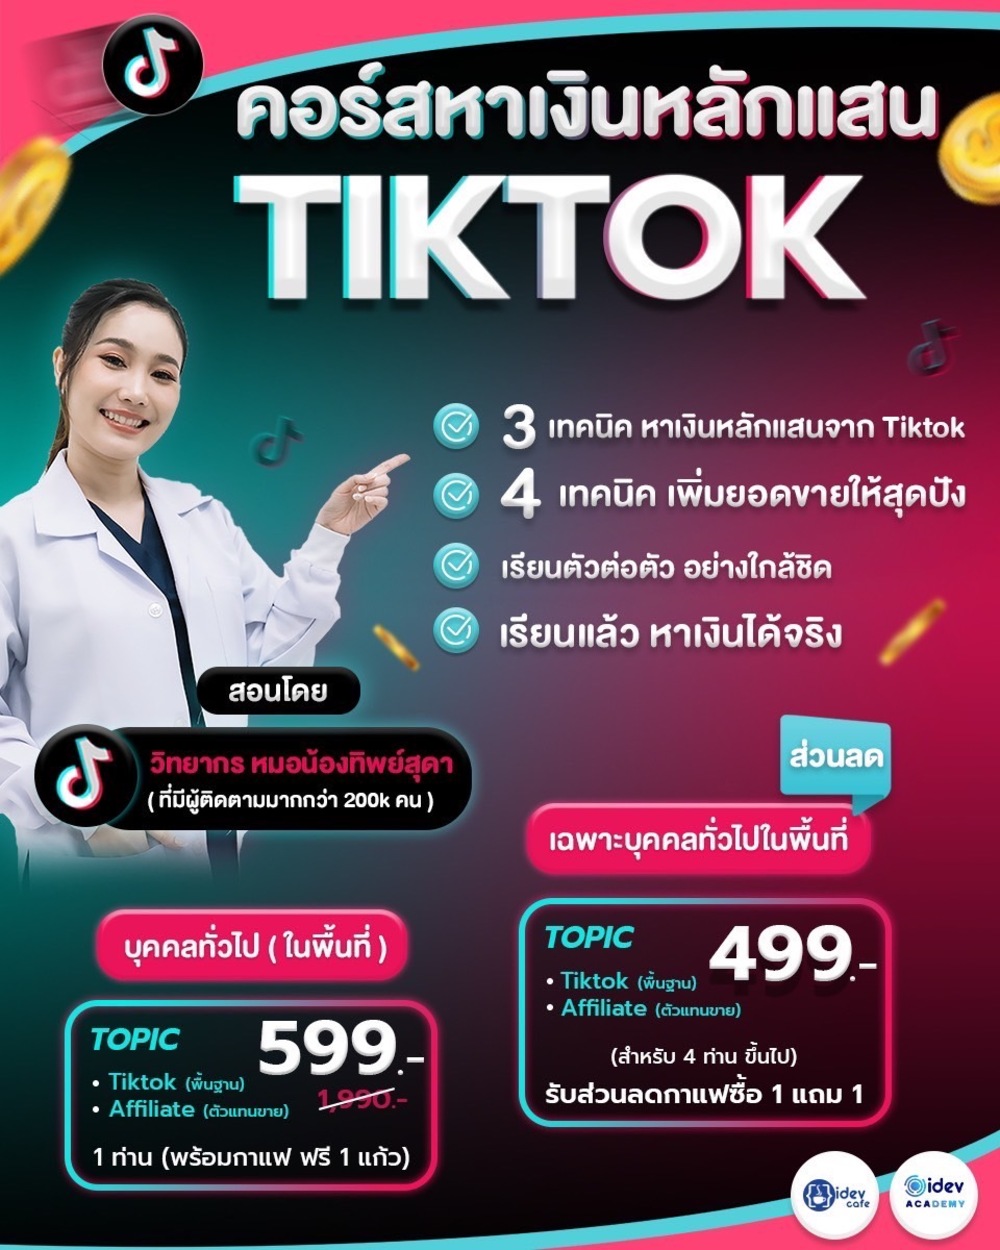 คอร์สหาเงินหลักแสน
TIKTOK
3 เทคนิค หาเงินหลักแสนจาก Tiktok
4 เทคนิค เพิ่มยอดขายให้สุดปัง
เรียนตัวต่อตัว อย่างใกล้ชิด
เรียนแล้ว หาเงินได้จริง
สอนโดย
วิทยากร หมอน้องทิพย์สุดา
( ที่มีผู้ติดตามมากกว่า 200k คน )
ส่วนลด
เฉพาะบุคคลทั่วไปในพื้นที่
TOPIC
499.-
• Tiktok (พื้นฐาน)
• Affiliate (ตัวแทนขาย)
(สำหรับ 4 ท่าน ขึ้นไป)
รับส่วนลดกาแฟซื้อ 1 แถม 1
บุคคลทั่วไป ( ในพื้นที่ )
TOPIC
599.-
• Tiktok (พื้นฐาน)
• Affiliate (ตัวแทนขาย)
1,990.-
1 ท่าน (พร้อมกาแฟ ฟรี 1 แก้ว)
idev
cafe
idev
ACADEMY